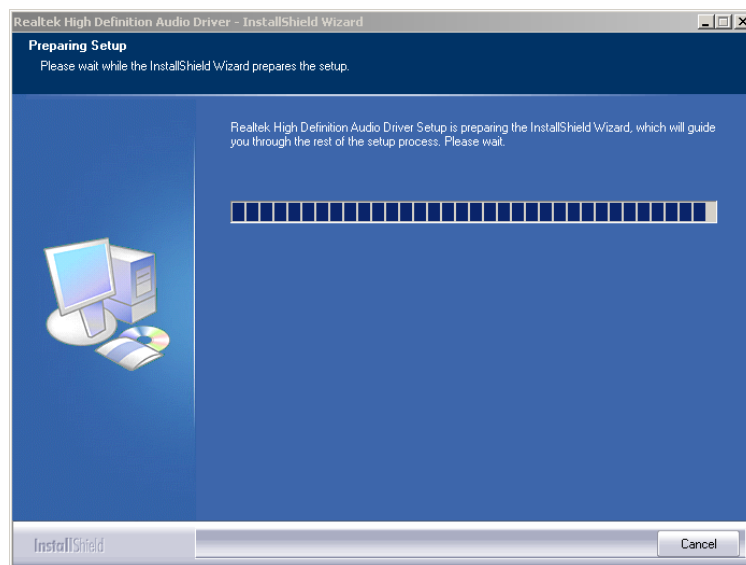 Realtek High Definition Audio Driver - InstallShield Wizard
Preparing Setup
Please wait while the InstallShield Wizard prepares the setup.
Realtek High Definition Audio Driver Setup is preparing the InstallShield Wizard, which will guide
you through the rest of the setup process. Please wait.
InstallShield
Cancel